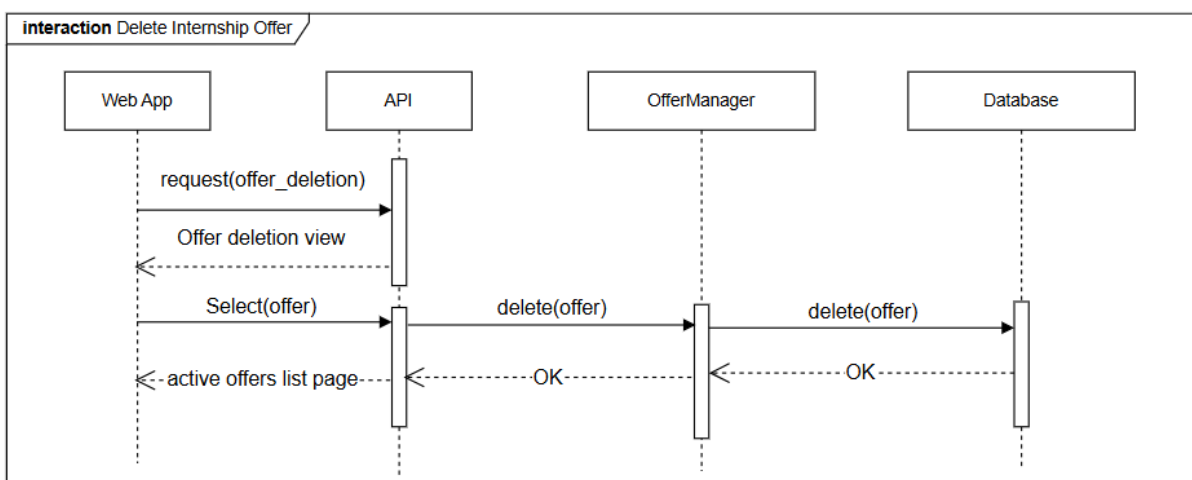 interaction Delete Internship Offer
Web App
API
OfferManager
Database
request(offer_deletion)
Offer deletion view
Select(offer)
delete(offer)
delete(offer)
active offers list page
OK
OK